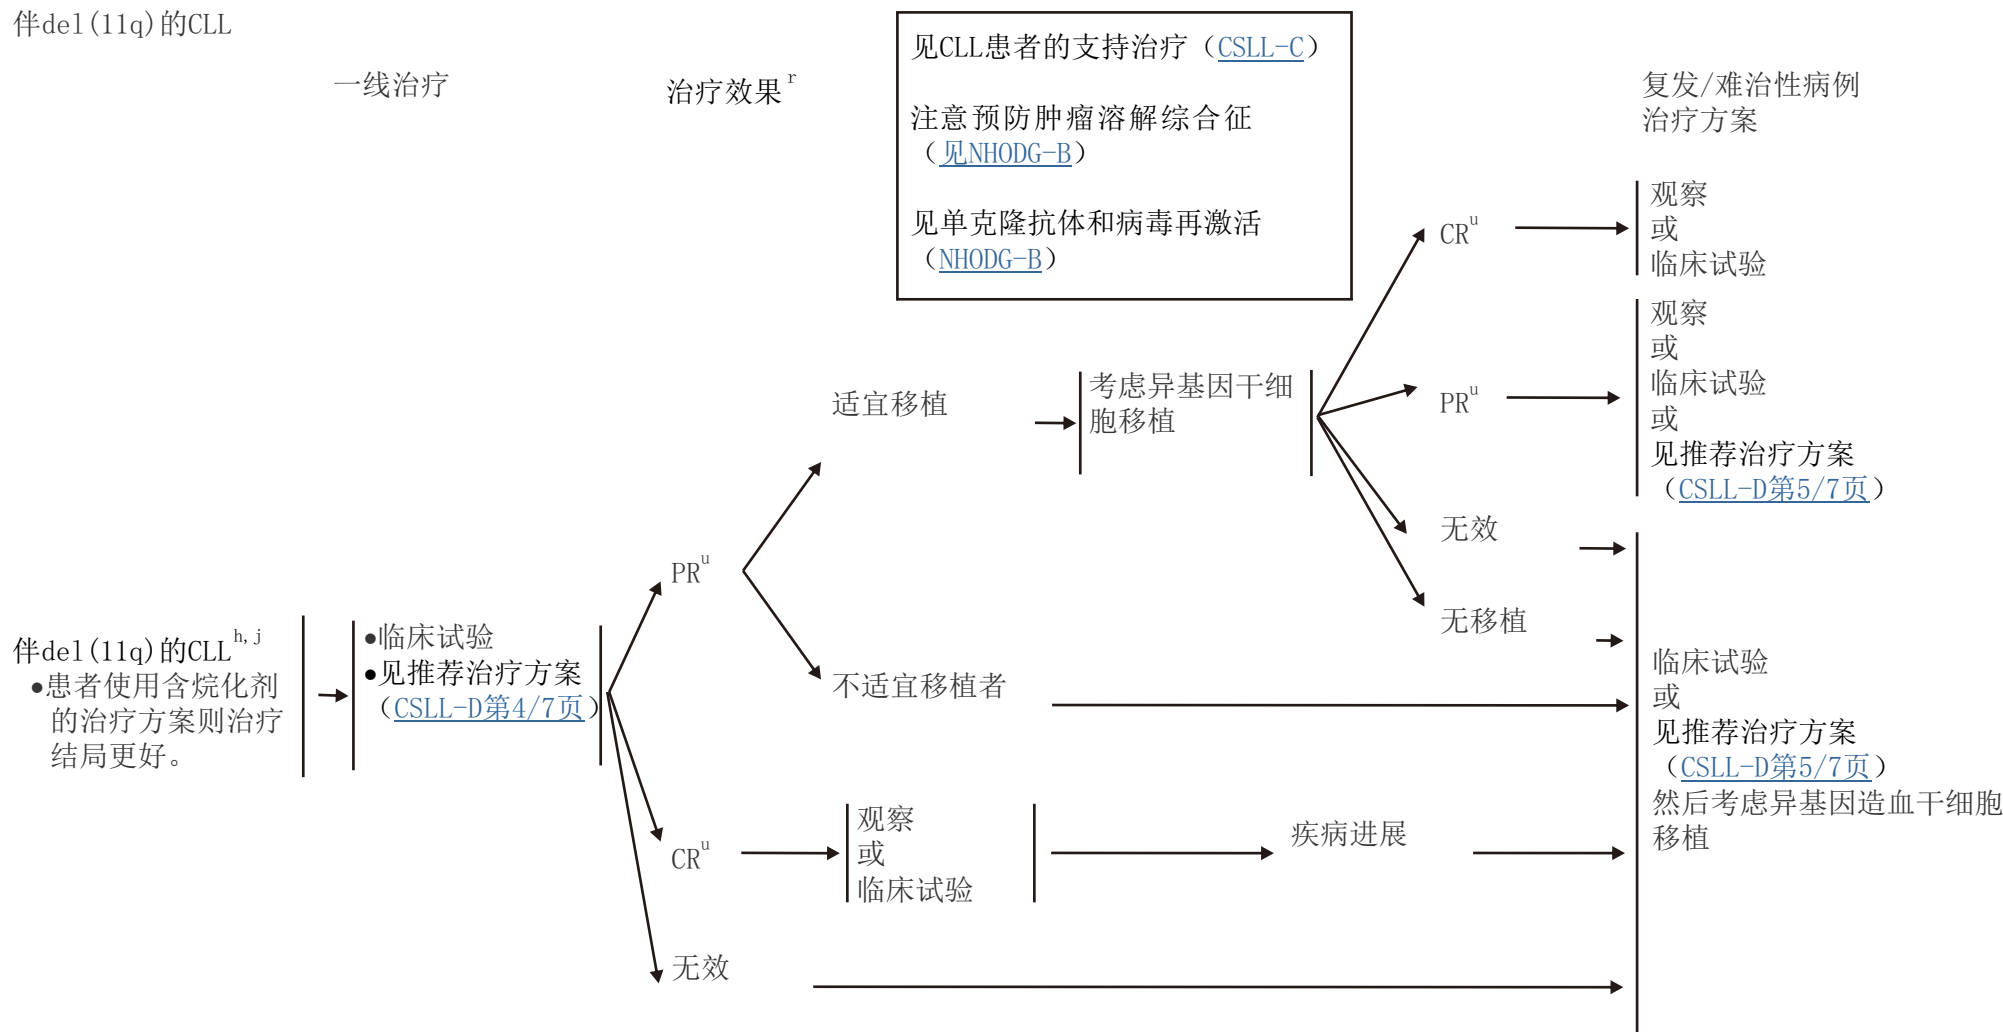 伴del(11q)的CLL
一线治疗
治疗效果r
见CLL患者的支持治疗（CSLL-C）
注意预防肿瘤溶解综合征
（见NHODG-B）
见单克隆抗体和病毒再激活
（NHODG-B）
复发/难治性病例
治疗方案
伴del(11q)的CLLh,j
●患者使用含烷化剂
的治疗方案则治疗
结局更好。
●临床试验
●见推荐治疗方案
（CSLL-D第4/7页）
PRu
适宜移植
考虑异基因干细
胞移植
CRu
观察
或
临床试验
PRu
观察
或
临床试验
或
见推荐治疗方案
（CSLL-D第5/7页）
无效
无移植
不适宜移植者
CRu
观察
或
临床试验
疾病进展
无效
临床试验
或
见推荐治疗方案
（CSLL-D第5/7页）
然后考虑异基因造血干细胞
移植